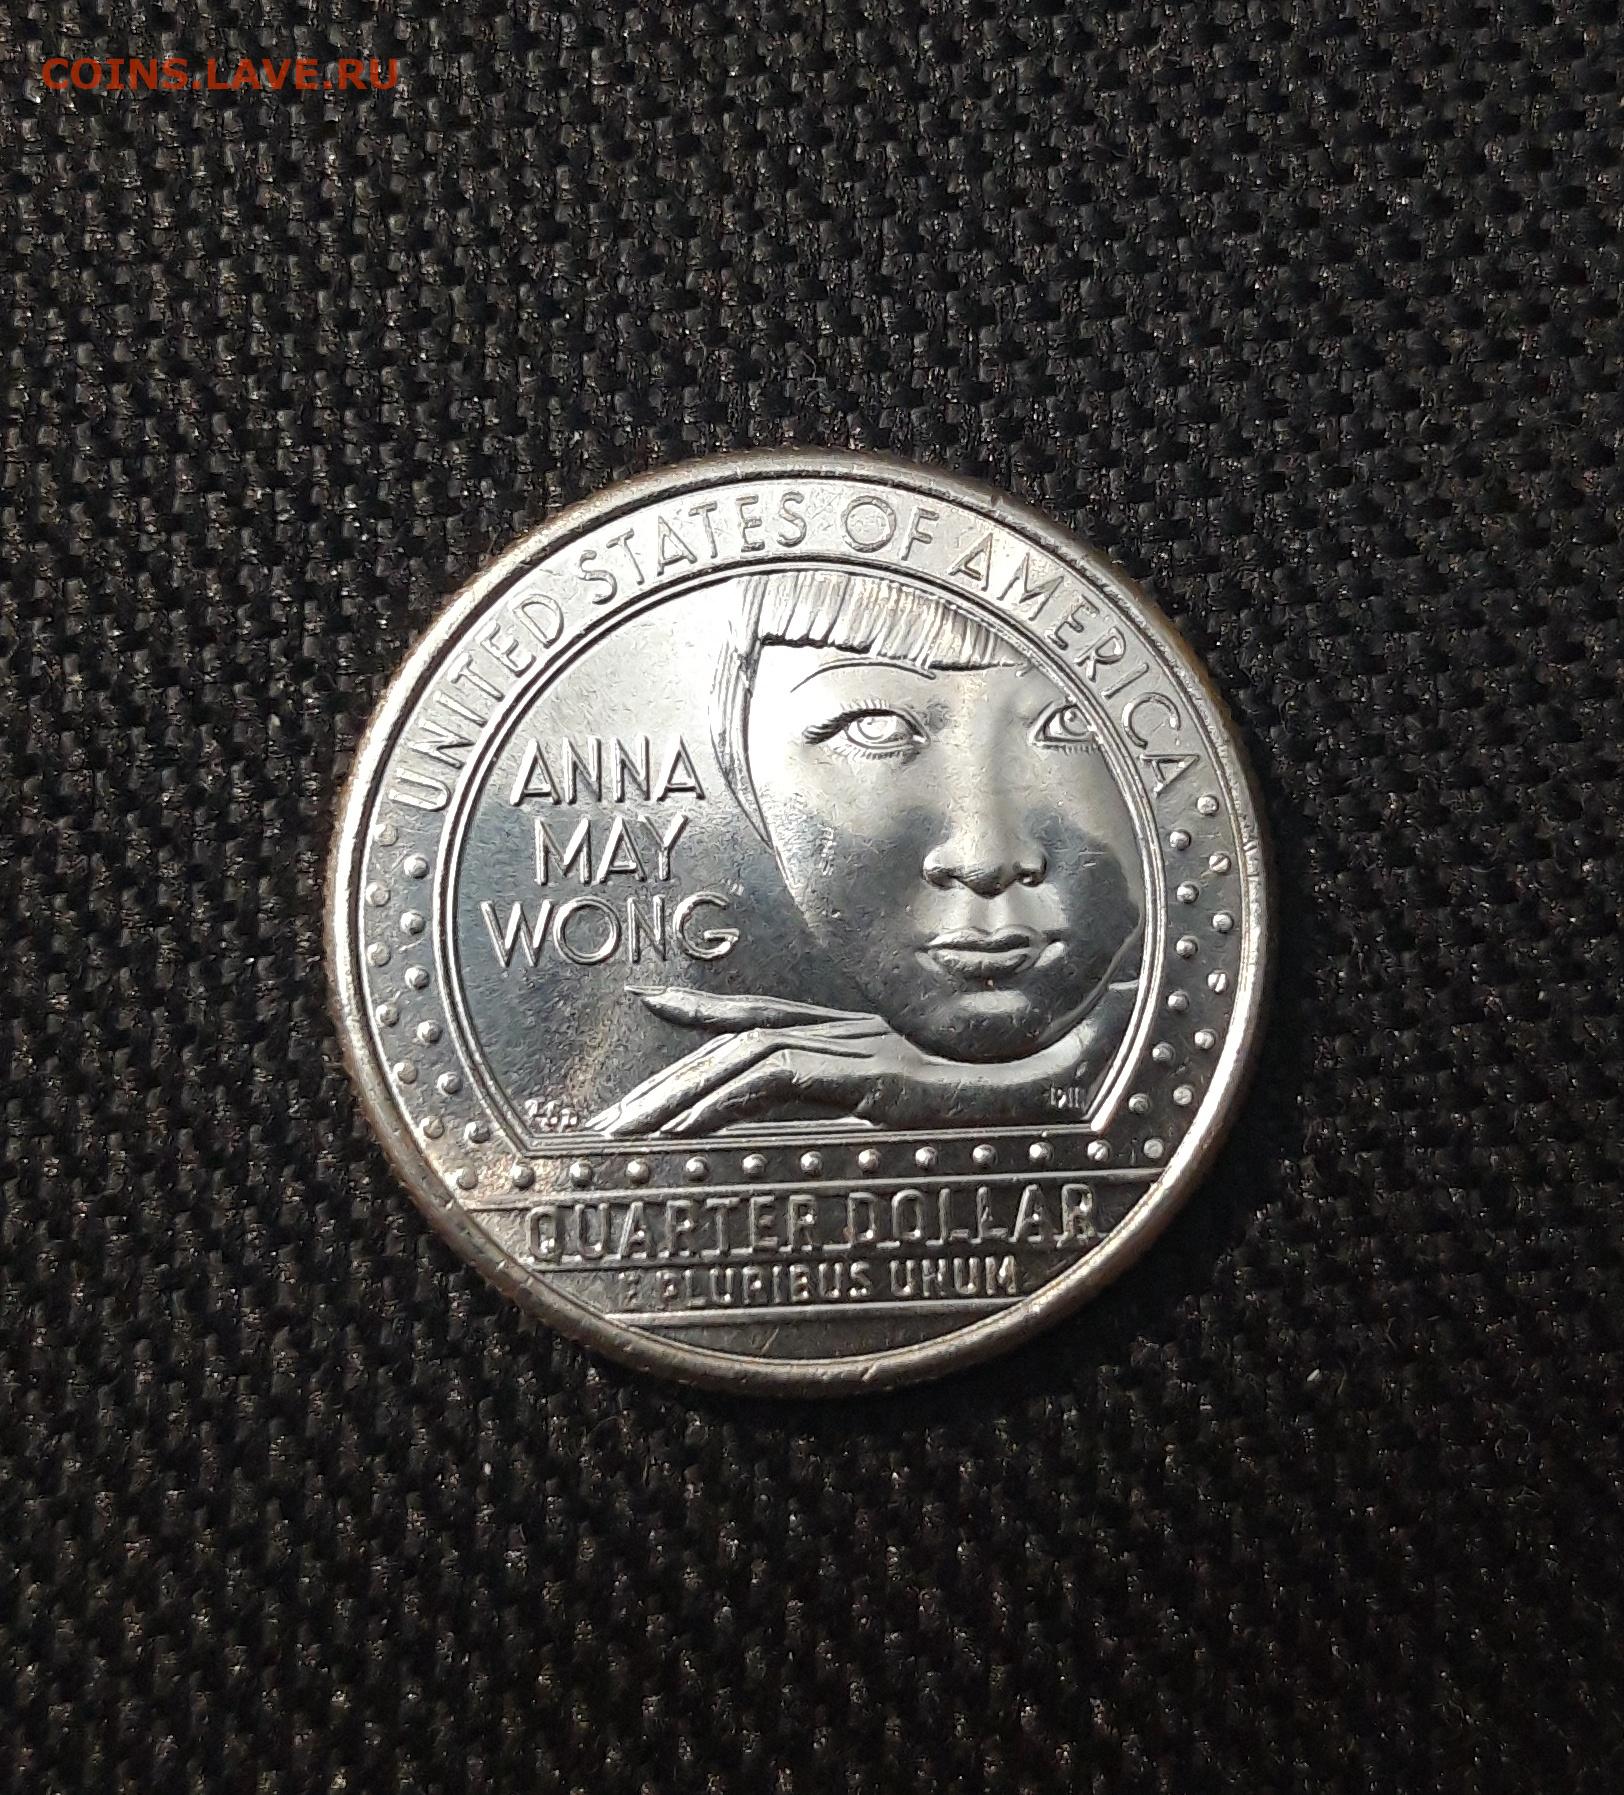 COINS.LAVE.RU
UNITED STATES OF AMERICA
ANNA
MAY
WONG
QUARTER DOLLAR
E PLURIBUS UNUM